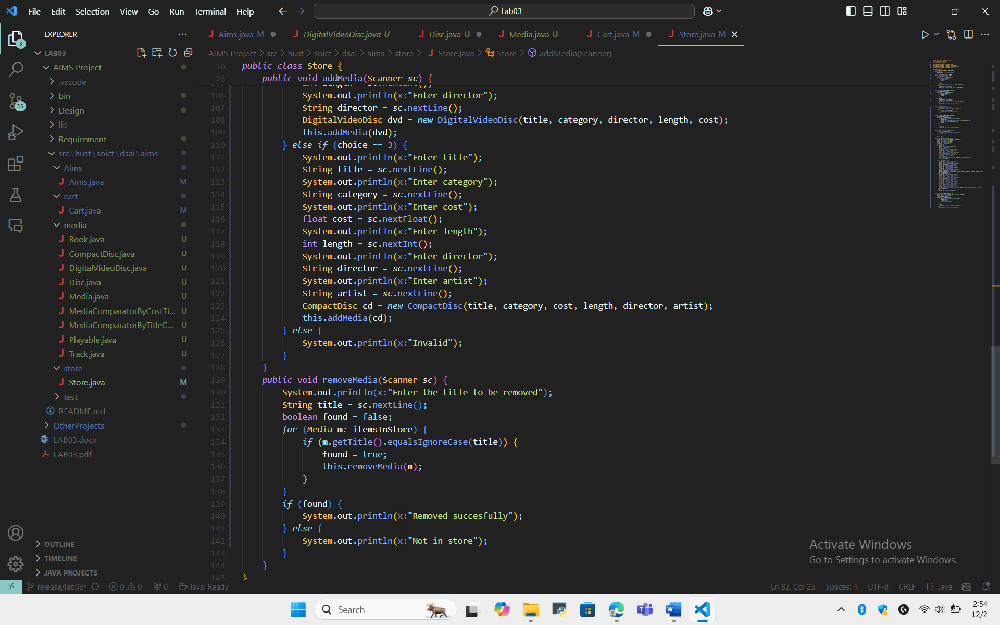 File Edit Selection View Go Run Terminal Help
Lab03
EXPLORER
3
35
LAB03
AIMS Project
.vscode
bin
Design
lib
Requirement
src\hust\soict\dsai\aims
Aims
Aims.java M
cart
Cart.java M
media
Book.java U
CompactDisc.java U
DigitalVideoDisc.java U
Disc.java U
Media.java U
MediaComparatorByCostTi... U
MediaComparatorByTitleC... U
Playable.java U
Track.java U
store
Store.java M
test
README.md
OtherProjects
LAB03.docx
LAB03.pdf
OUTLINE
TIMELINE
JAVA PROJECTS
Aims.java M DigitalVideoDisc.java U Disc.java U Media.java U Cart.java M Store.java M
AIMS Project > src > hust > soict > dsai > aims > store > Store.java > Store > addMedia(Scanner)
10 public class Store {
76 public void addMedia(Scanner sc) {
106 System.out.println(x:"Enter director");
107 String director = sc.nextLine();
108 DigitalVideoDisc dvd = new DigitalVideoDisc(title, category, director, length, cost);
109 this.addMedia(dvd);
110 } else if (choice == 3) {
111 System.out.println(x:"Enter title");
112 String title = sc.nextLine();
113 System.out.println(x:"Enter category");
114 String category = sc.nextLine();
115 System.out.println(x:"Enter cost");
116 float cost = sc.nextFloat();
117 System.out.println(x:"Enter length");
118 int length = sc.nextInt();
119 System.out.println(x:"Enter director");
120 String director = sc.nextLine();
121 System.out.println(x:"Enter artist");
122 String artist = sc.nextLine();
123 CompactDisc cd = new CompactDisc(title, category, cost, length, director, artist);
124 this.addMedia(cd);
125 } else {
126 System.out.println(x:"Invalid");
127 }
128 }
129 public void removeMedia(Scanner sc) {
130 System.out.println(x:"Enter the title to be removed");
131 String title = sc.nextLine();
132 boolean found = false;
133 for (Media m: itemsInStore) {
134 if (m.getTitle().equalsIgnoreCase(title)) {
135 found = true;
136 this.removeMedia(m);
137 }
138 }
139 if (found) {
140 System.out.println(x:"Removed succesfully");
141 } else {
142 System.out.println(x:"Not in store");
143 }
144 }
145 }
Activate Windows
Go to Settings to activate Windows.
release/lab03* 0 0 0 Java: Ready
Ln 82, Col 23 Spaces: 4 UTF-8 CRLF {} Java
Search
2:54
12/2